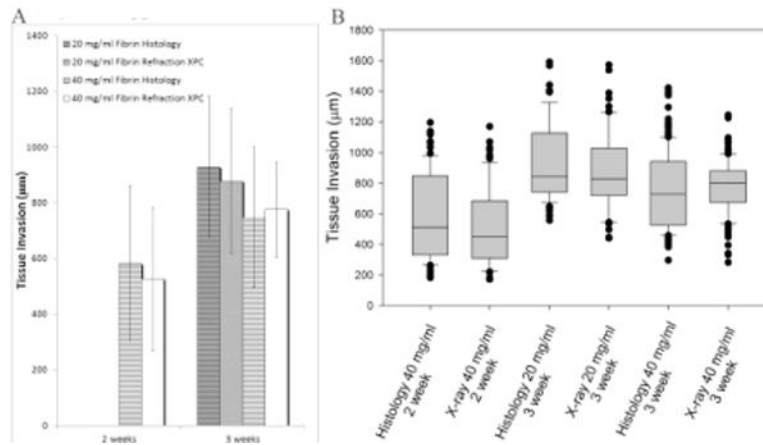 A
1400
1200
1000
800
600
400
200
0
Tissue Invasion (µm)
20 mg/ml Fibrin Histology
20 mg/ml Fibrin Refraction XPC
40 mg/ml Fibrin Histology
40 mg/ml Fibrin Refraction XPC
2 weeks
3 weeks
B
1800
1600
1400
1200
1000
800
600
400
200
0
Tissue Invasion (µm)
Histology 40 mg/ml
2 week
X-ray 40 mg/ml
2 week
Histology 20 mg/ml
3 week
X-ray 20 mg/ml
3 week
Histology 40 mg/ml
3 week
X-ray 40 mg/ml
3 week